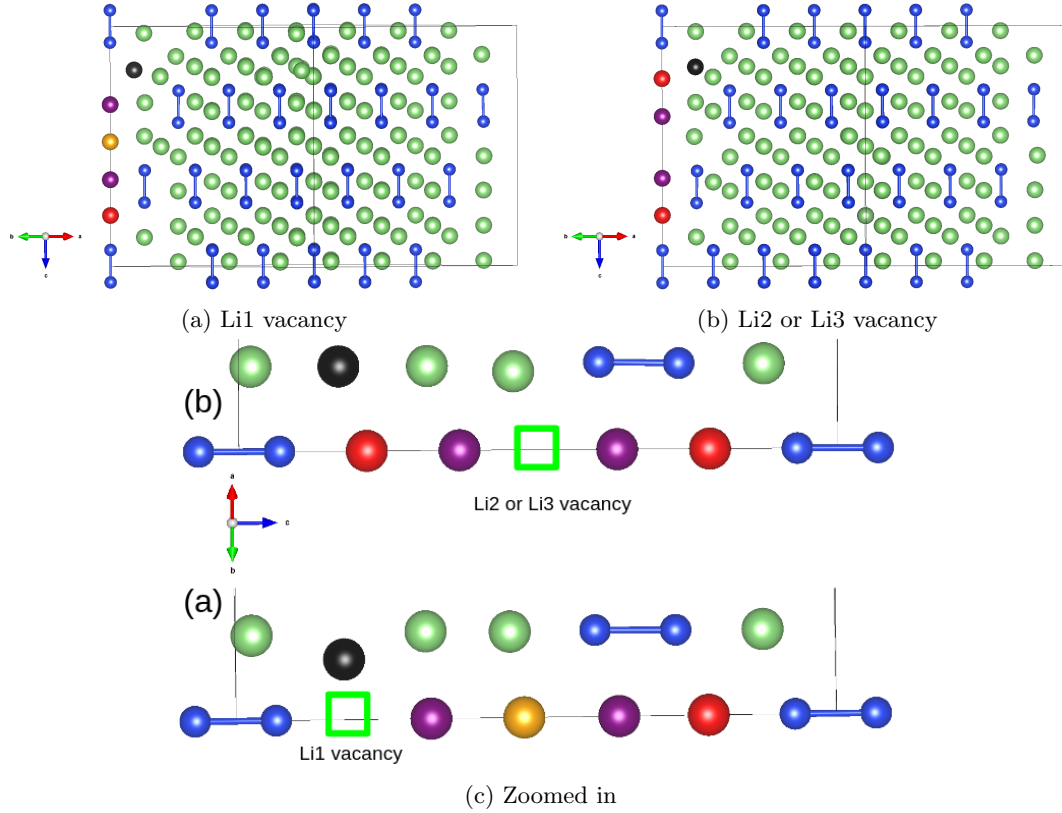 b
a
c
b
a
c
(a) Li1 vacancy
(b) Li2 or Li3 vacancy
(b)
Li2 or Li3 vacancy
a
c
b
(a)
Li1 vacancy
(c) Zoomed in